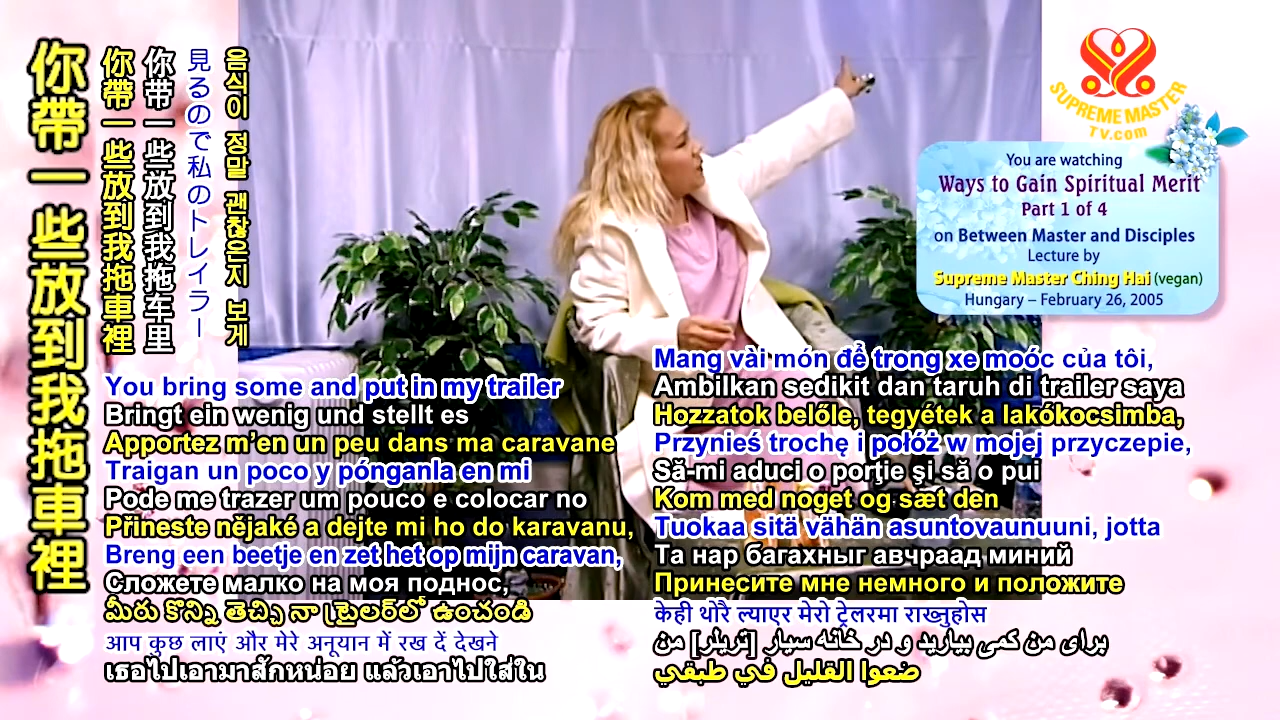 你帶一些放到我拖車裡
你帶一些放到我拖車裡
你带一些放到我拖车里
見るので私のトレイラー
음식이 정말 괜찮은지 보게
SUPREME MASTER
TV.com
You are watching
Ways to Gain Spiritual Merit
Part 1 of 4
on Between Master and Disciples
Lecture by
Supreme Master Ching Hai (vegan)
Hungary – February 26, 2005
You bring some and put in my trailer
Bringt ein wenig und stellt es
Apportez m’en un peu dans ma caravane
Traigan un poco y pónganla en mi
Pode me trazer um pouco e colocar no
Přineste nějaké a dejte mi ho do karavanu,
Breng een beetje en zet het op mijn caravan,
Сложете малко на моя поднос,
మీరు కొన్ని తెచ్చి నా ట్రైలర్‌లో ఉంచండి
आप कुछ लाएं और मेरे अनूयान में रख दें देखने
เธอไปเอามาสักหน่อย แล้วเอาไปใส่ใน
Mang vài món để trong xe moóc của tôi,
Ambilkan sedikit dan taruh di trailer saya
Hozzatok belőle, tegyétek a lakókocsimba,
Przynieś trochę i połóż w mojej przyczepie,
Să-mi aduci o porţie şi să o pui
Kom med noget og sæt den
Tuokaa sitä vähän asuntovaunuuni, jotta
Та нар багахныг авчраад миний
Принесите мне немного и положите
केही थोरै ल्याएर मेरो ट्रेलरमा राख्नुहोस
برای من کمی بیارید و در خانه سیار [تریلر] من
ضعوا القليل في طبقي